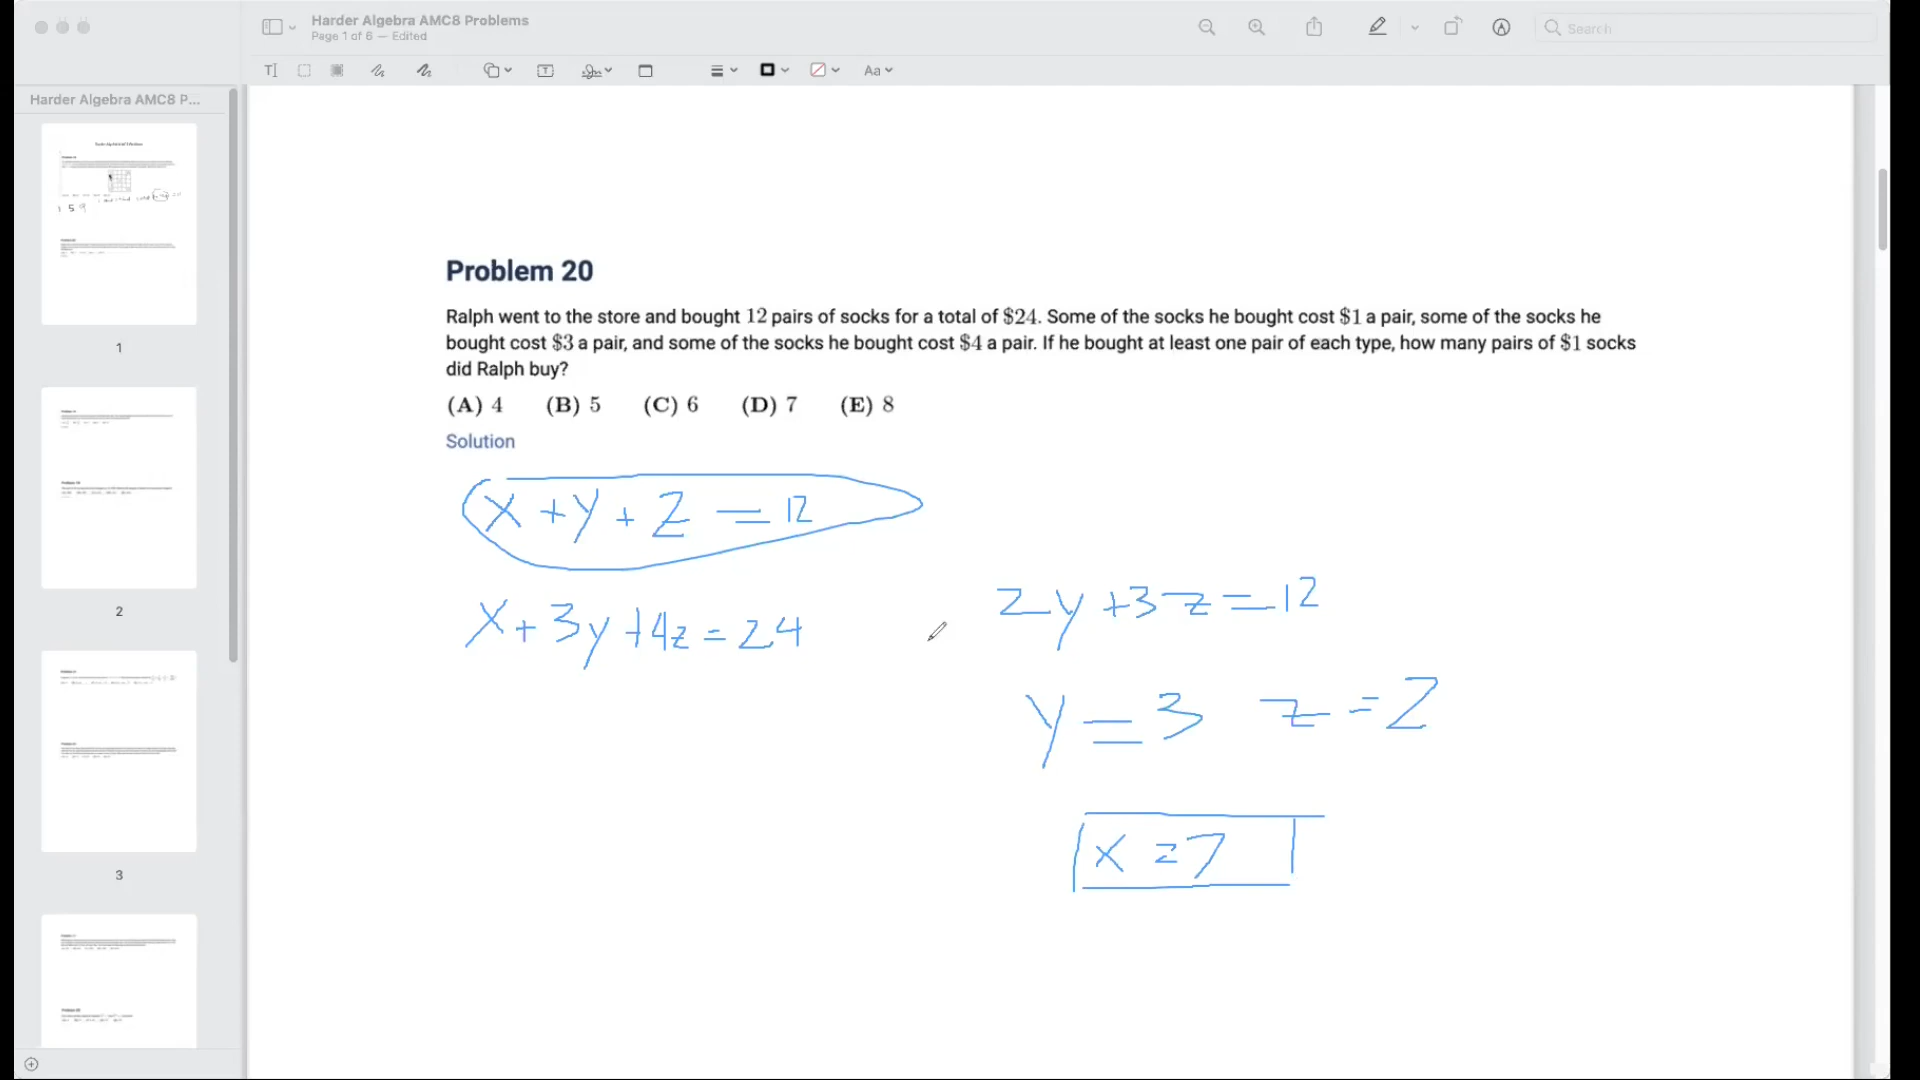 Harder Algebra AMC8 Problems
Page 1 of 6 — Edited
Search
Aa
Harder Algebra AMC8 P...
1
2
3
Problem 20
Ralph went to the store and bought 12 pairs of socks for a total of $24. Some of the socks he bought cost $1 a pair, some of the socks he
bought cost $3 a pair, and some of the socks he bought cost $4 a pair. If he bought at least one pair of each type, how many pairs of $1 socks
did Ralph buy?
(A) 4 (B) 5 (C) 6 (D) 7 (E) 8
Solution
x + y + z = 12
x + 3y + 4z = 24
2y + 3z = 12
y = 3 z = 2
x = 7